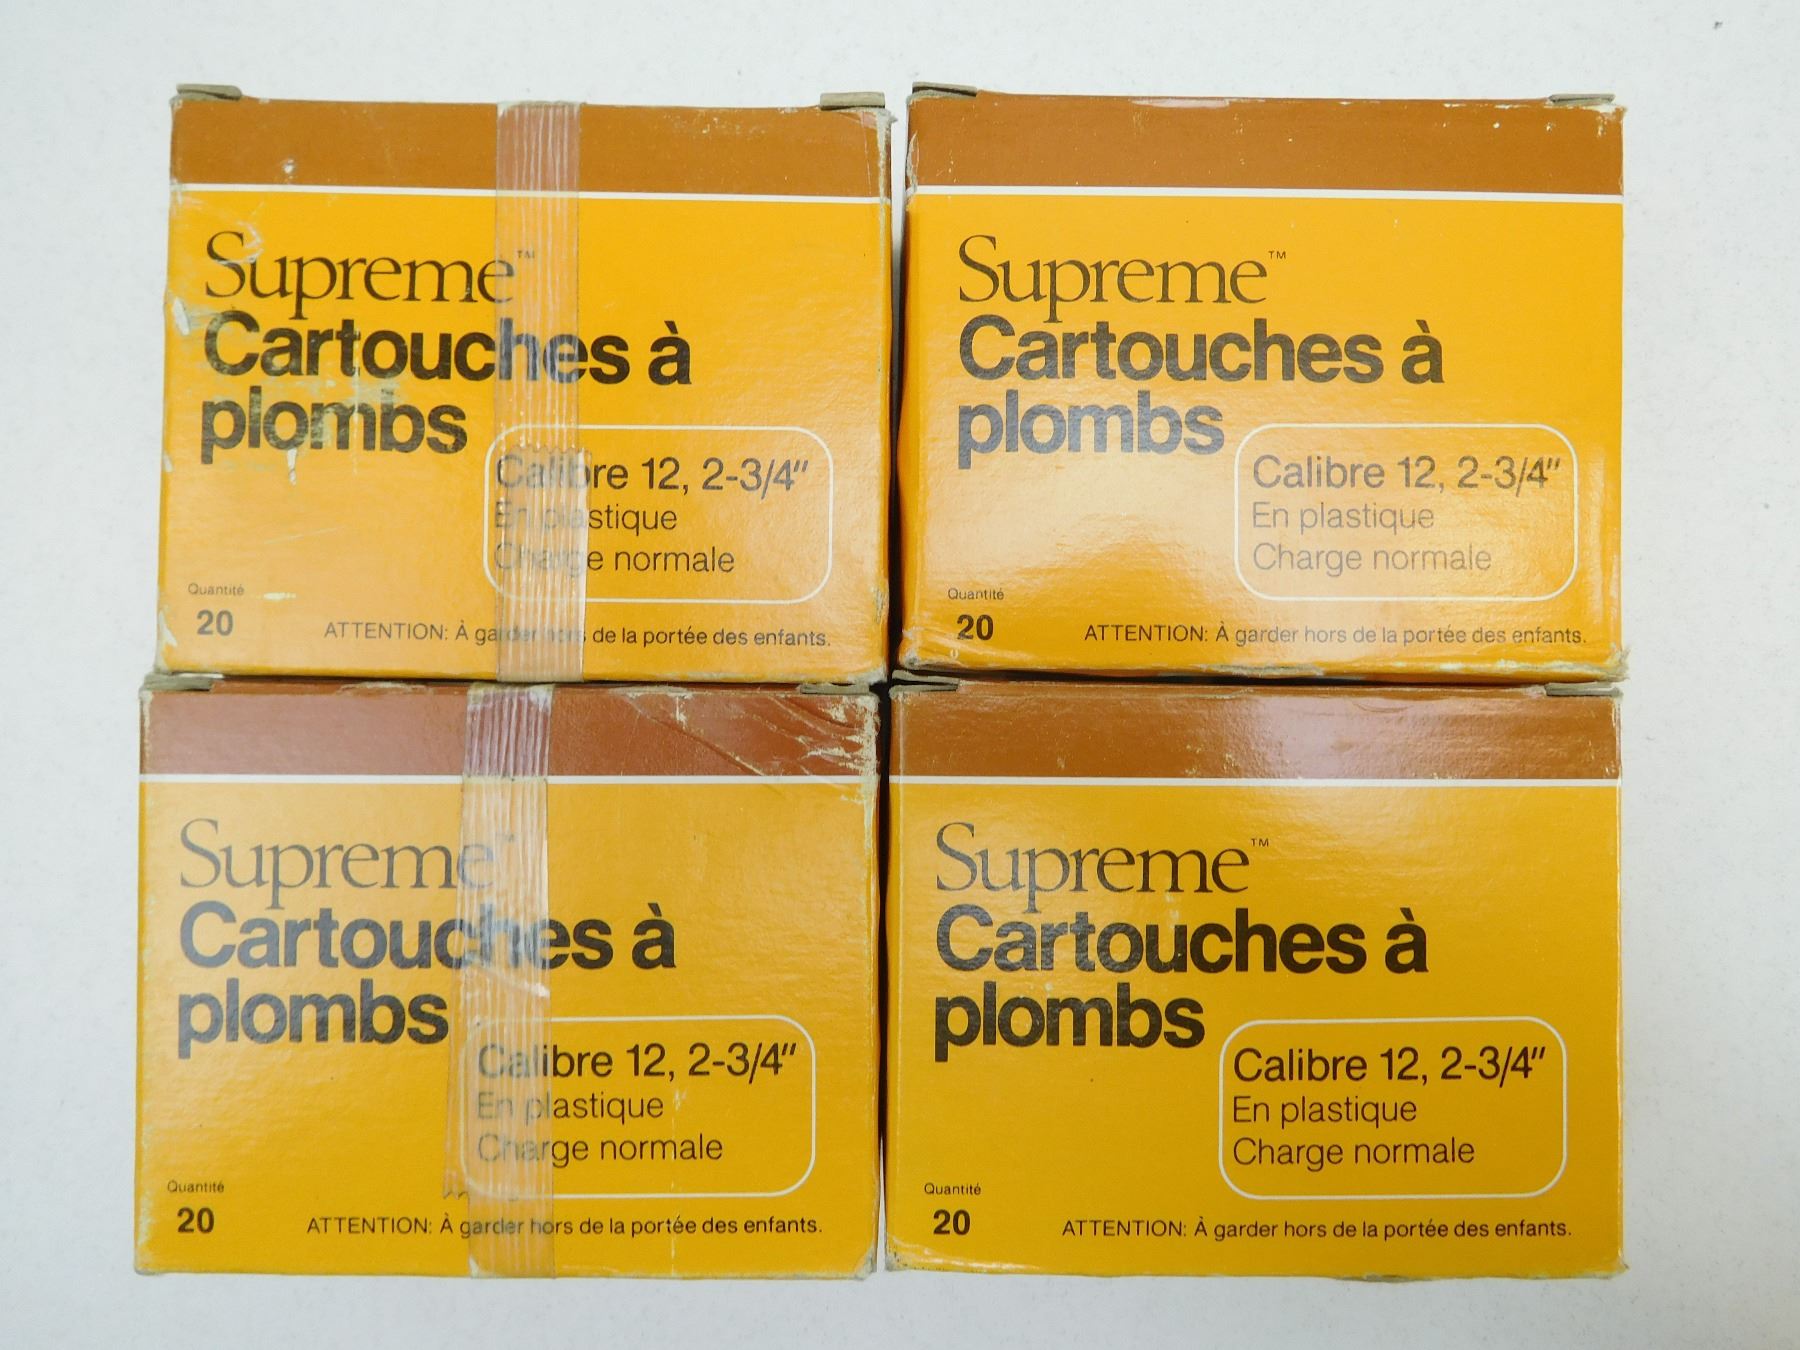 Supreme™
Cartouches à
plombs
Calibre 12, 2-3/4"
En plastique
Charge normale
Quantité
20
ATTENTION: À garder hors de la portée des enfants.
Supreme™
Cartouches à
plombs
Calibre 12, 2-3/4"
En plastique
Charge normale
Quantité
20
ATTENTION: À garder hors de la portée des enfants.
Supreme™
Cartouches à
plombs
Calibre 12, 2-3/4"
En plastique
Charge normale
Quantité
20
ATTENTION: À garder hors de la portée des enfants.
Supreme™
Cartouches à
plombs
Calibre 12, 2-3/4"
En plastique
Charge normale
Quantité
20
ATTENTION: À garder hors de la portée des enfants.